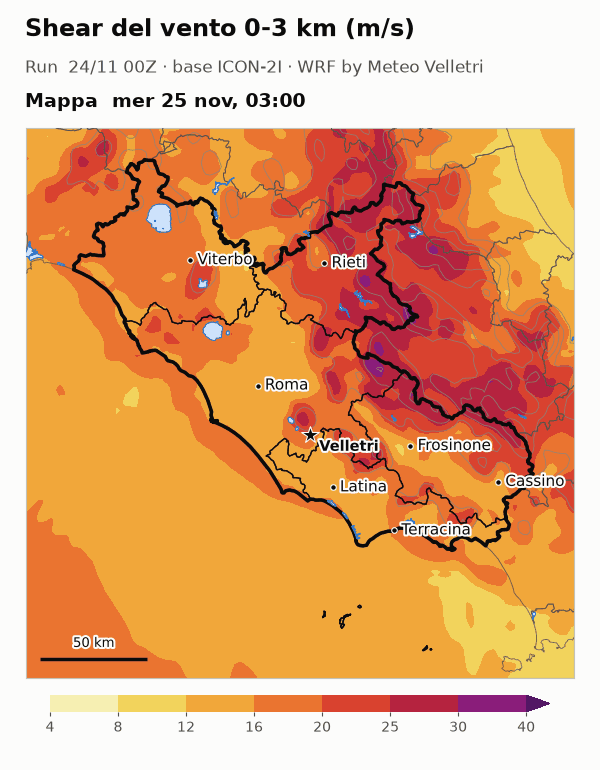 Shear del vento 0-3 km (m/s)
Run  24/11 00Z · base ICON-2I · WRF by Meteo Velletri
Mappa  mer 25 nov, 03:00
Viterbo
Rieti
Roma
Velletri
Frosinone
Latina
Cassino
Terracina
50 km
4 8 12 16 20 25 30 40